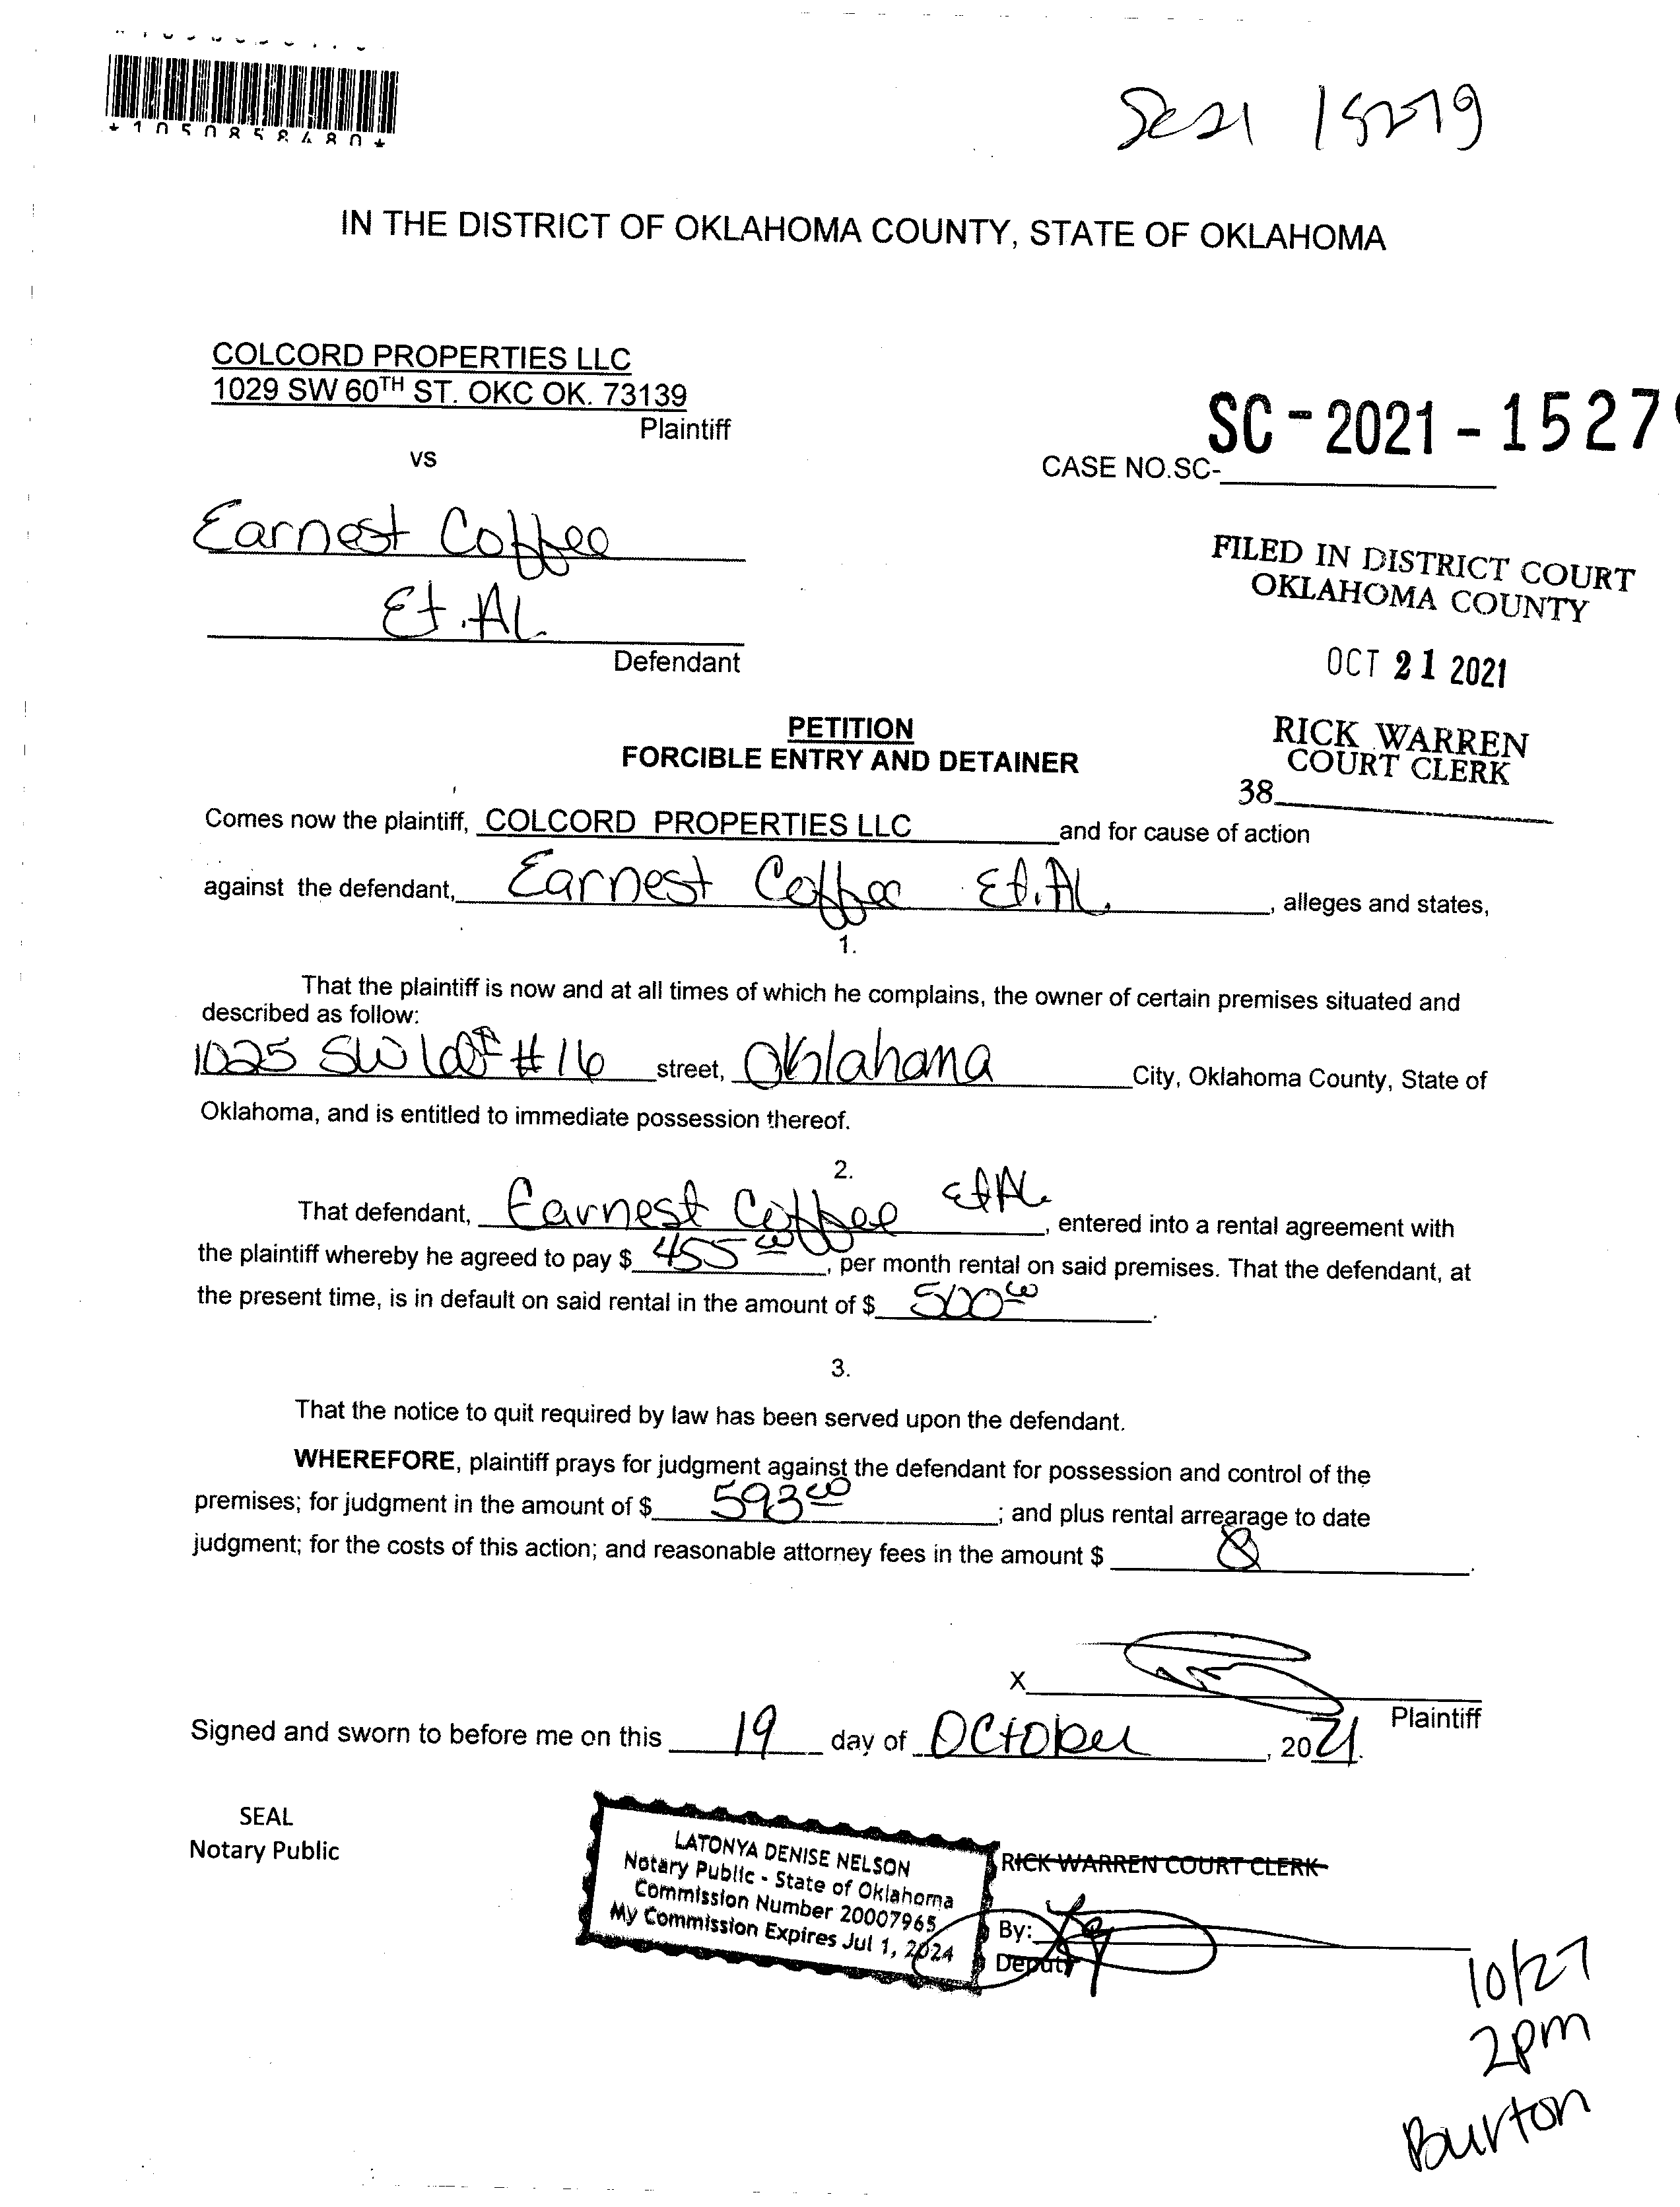 *1050858480*
Sc21 15279
IN THE DISTRICT OF OKLAHOMA COUNTY, STATE OF OKLAHOMA
COLCORD PROPERTIES LLC
1029 SW 60TH ST. OKC OK. 73139
Plaintiff
vs
SC-2021-1527
CASE NO.SC-
Earnest Coffee
Et.Al.
Defendant
FILED IN DISTRICT COURT
OKLAHOMA COUNTY
OCT 21 2021
RICK WARREN
COURT CLERK
38
PETITION
FORCIBLE ENTRY AND DETAINER
Comes now the plaintiff, COLCORD PROPERTIES LLC and for cause of action
against the defendant, Earnest Coffee Et.Al. , alleges and states,
1.
That the plaintiff is now and at all times of which he complains, the owner of certain premises situated and
described as follow:
1025 SW #16 street, Oklahoma City, Oklahoma County, State of
Oklahoma, and is entitled to immediate possession thereof.
2.
That defendant, Earnest Coffee Et Al. , entered into a rental agreement with
the plaintiff whereby he agreed to pay $ 455 00 , per month rental on said premises. That the defendant, at
the present time, is in default on said rental in the amount of $ 500 00 .
3.
That the notice to quit required by law has been served upon the defendant.
WHEREFORE, plaintiff prays for judgment against the defendant for possession and control of the
premises; for judgment in the amount of $ 593 00 ; and plus rental arrearage to date
judgment; for the costs of this action; and reasonable attorney fees in the amount $ .
X
Plaintiff
Signed and sworn to before me on this 19 day of October , 2021.
SEAL
Notary Public
LATONYA DENISE NELSON
Notary Public - State of Oklahoma
Commission Number 20007965
My Commission Expires Jul 1, 2024
RICK WARREN COURT CLERK
By:
Deputy
10/27
2pm
Burton